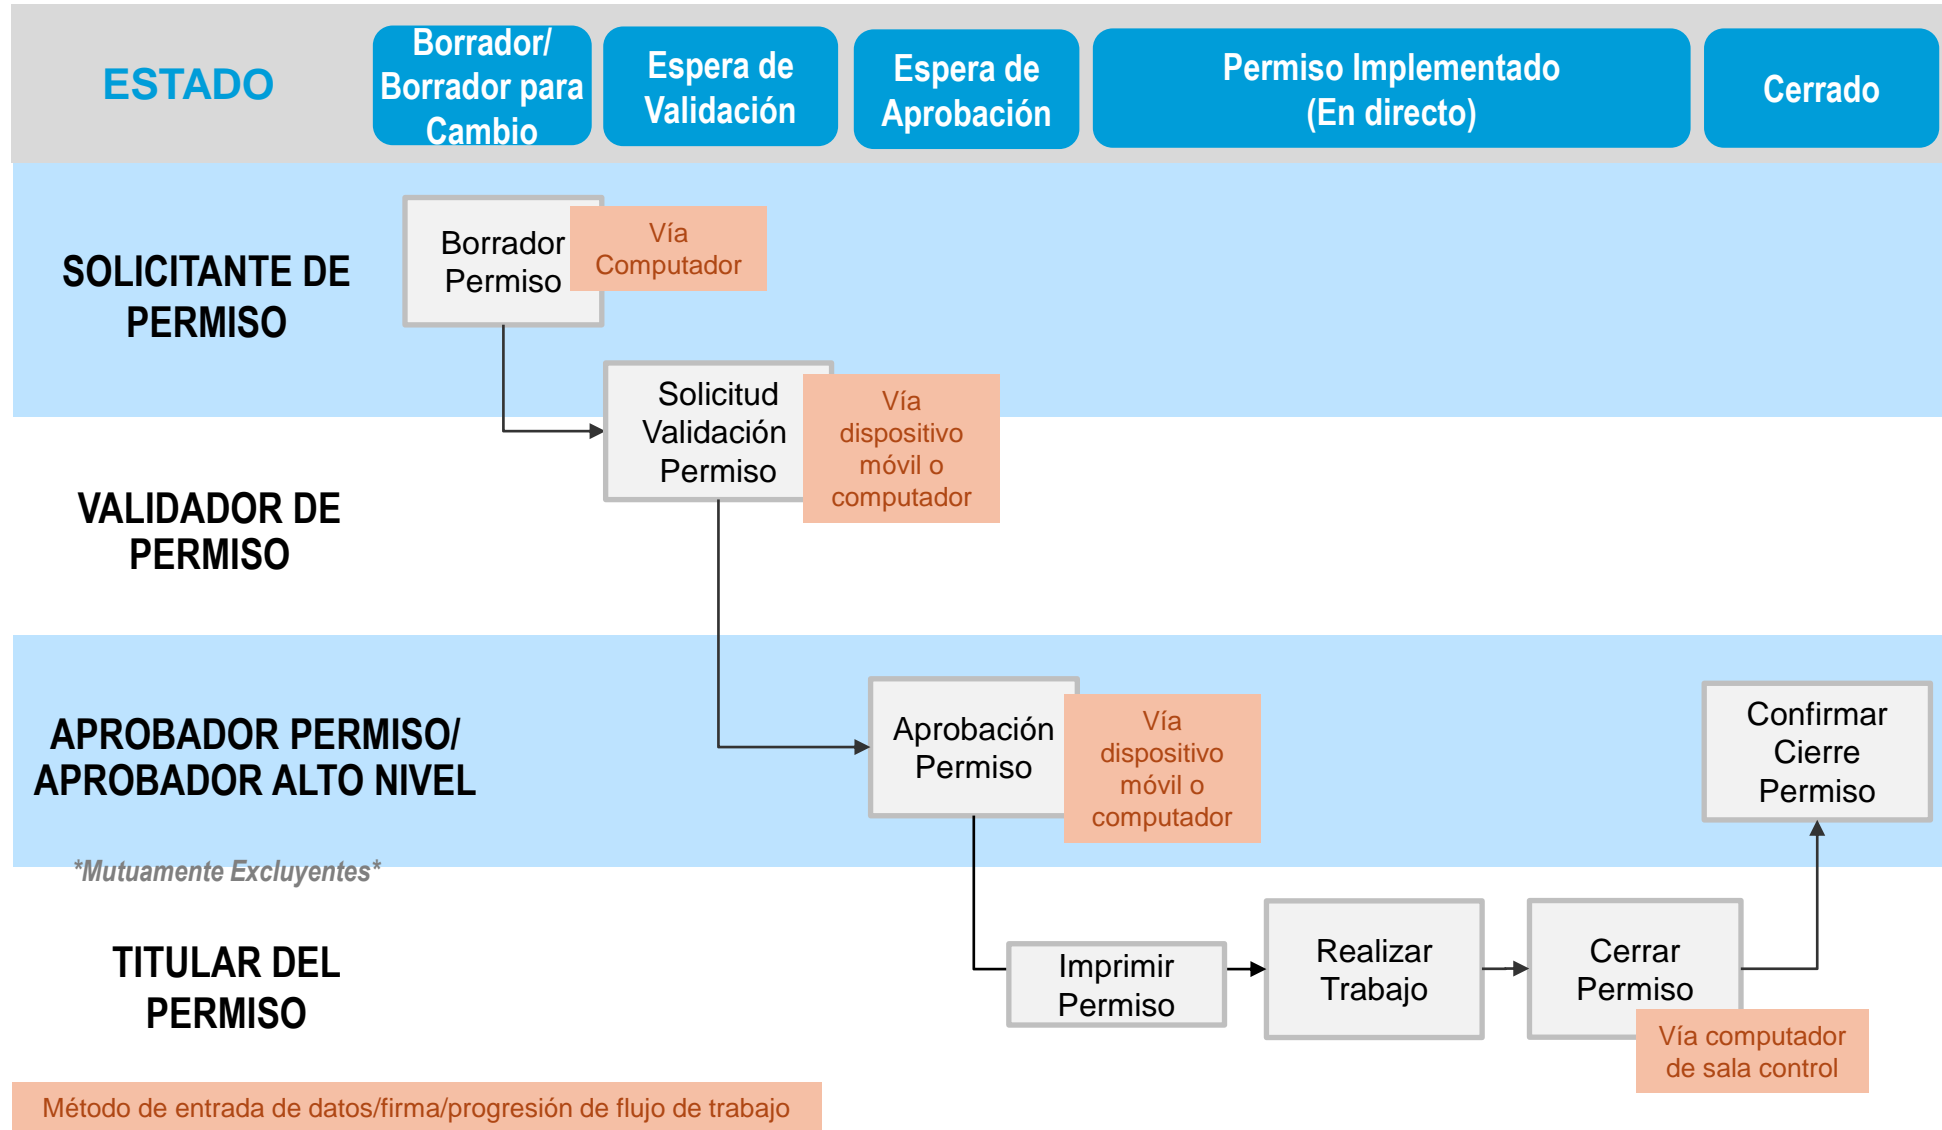 ESTADO
Borrador/
Borrador para
Cambio
Espera de
Validación
Espera de
Aprobación
Permiso Implementado
(En directo)
Cerrado
SOLICITANTE DE
PERMISO
Borrador
Permiso
Vía
Computador
Solicitud
Validación
Permiso
Vía
dispositivo
móvil o
computador
VALIDADOR DE
PERMISO
APROBADOR PERMISO/
APROBADOR ALTO NIVEL
Aprobación
Permiso
Vía
dispositivo
móvil o
computador
Confirmar
Cierre
Permiso
*Mutuamente Excluyentes*
TITULAR DEL
PERMISO
Imprimir
Permiso
Realizar
Trabajo
Cerrar
Permiso
Vía computador
de sala control
Método de entrada de datos/firma/progresión de flujo de trabajo